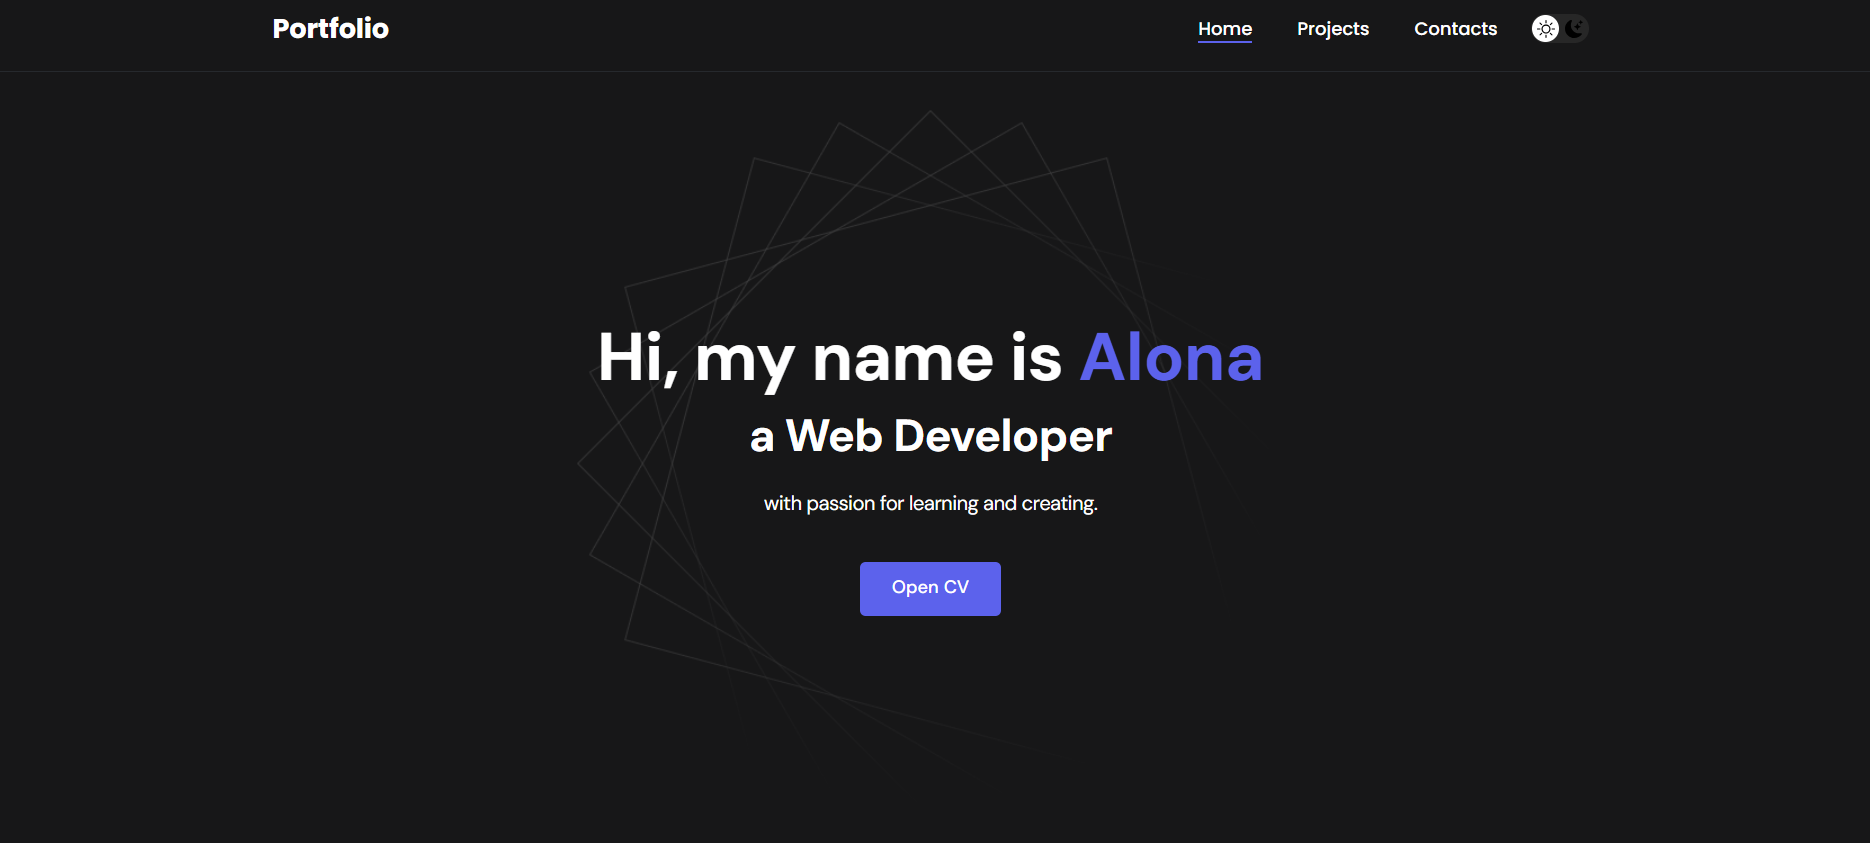 Portfolio
Home Projects Contacts
Hi, my name is Alona
a Web Developer
with passion for learning and creating.
Open CV